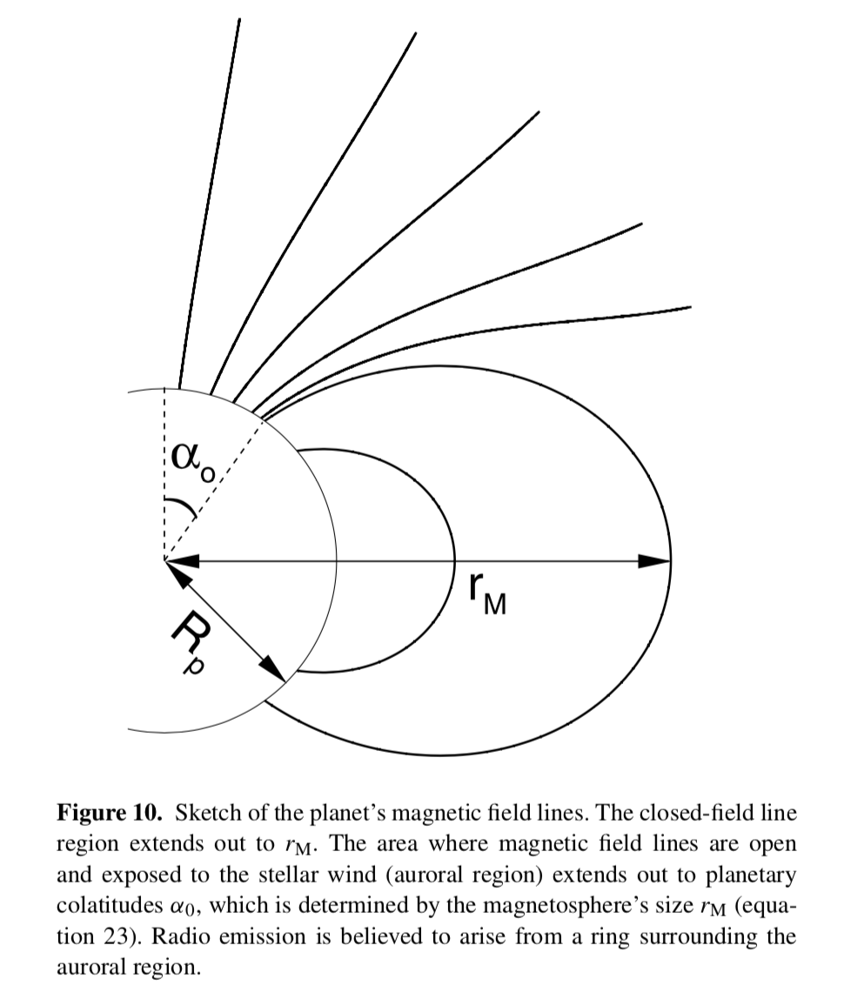 αo
rM
Rp
Figure 10. Sketch of the planet's magnetic field lines. The closed-field line
region extends out to rM. The area where magnetic field lines are open
and exposed to the stellar wind (auroral region) extends out to planetary
colatitudes α0, which is determined by the magnetosphere's size rM (equa-
tion 23). Radio emission is believed to arise from a ring surrounding the
auroral region.